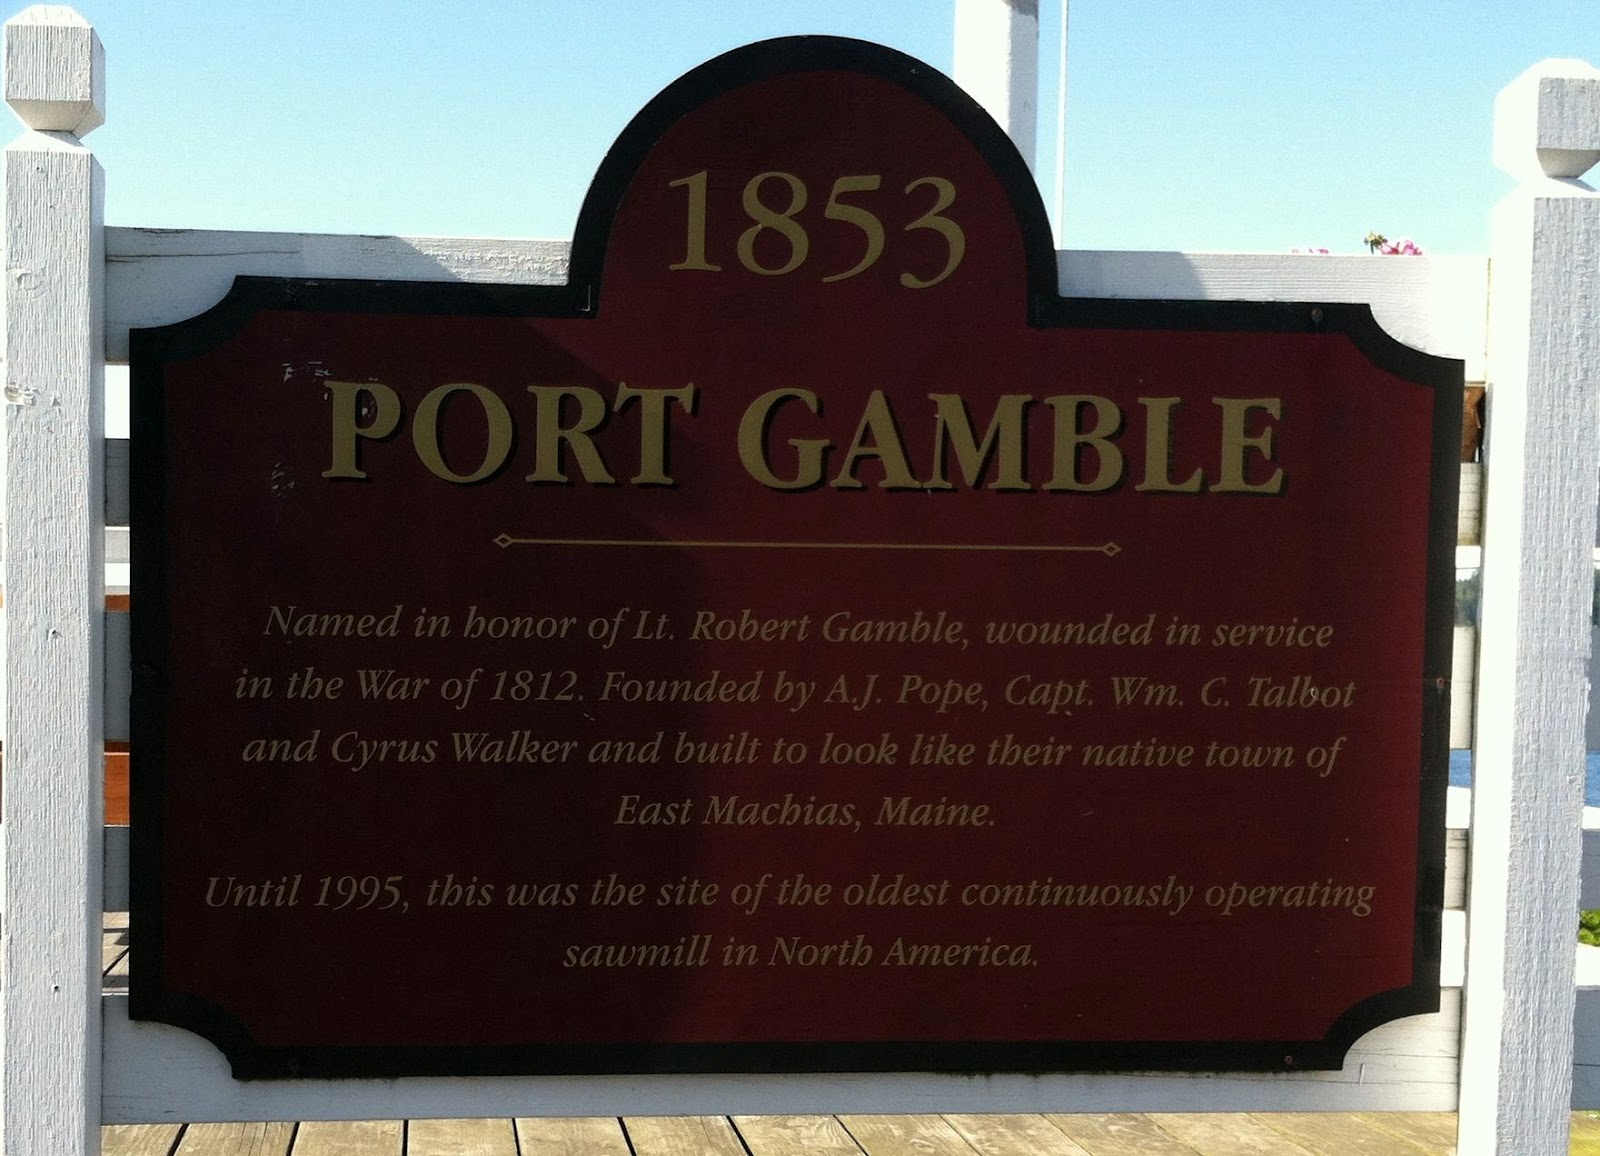 1853
PORT GAMBLE
Named in honor of Lt. Robert Gamble, wounded in service
in the War of 1812. Founded by A.J. Pope, Capt. Wm. C. Talbot
and Cyrus Walker and built to look like their native town of
East Machias, Maine.
Until 1995, this was the site of the oldest continuously operating
sawmill in North America.